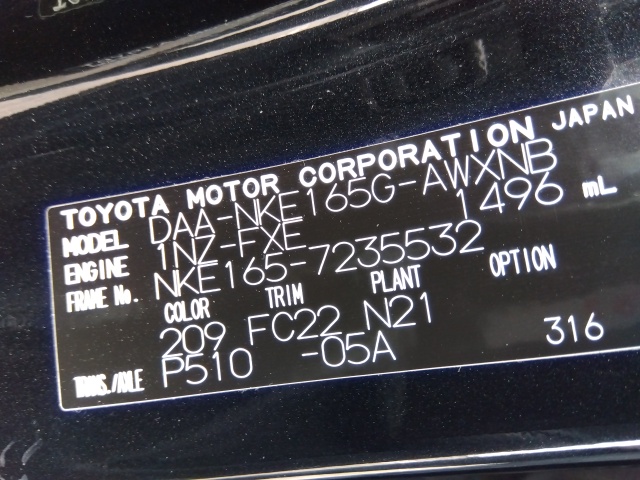 TOYOTA MOTOR CORPORATION JAPAN
MODEL DAA-NKE165G-AWXNB
ENGINE 1NZ-FXE 1496 mL
FRAME No. NKE165-7235532
COLOR TRIM PLANT OPTION
209 FC22 N21
TRANS./AXLE P510 -05A 316